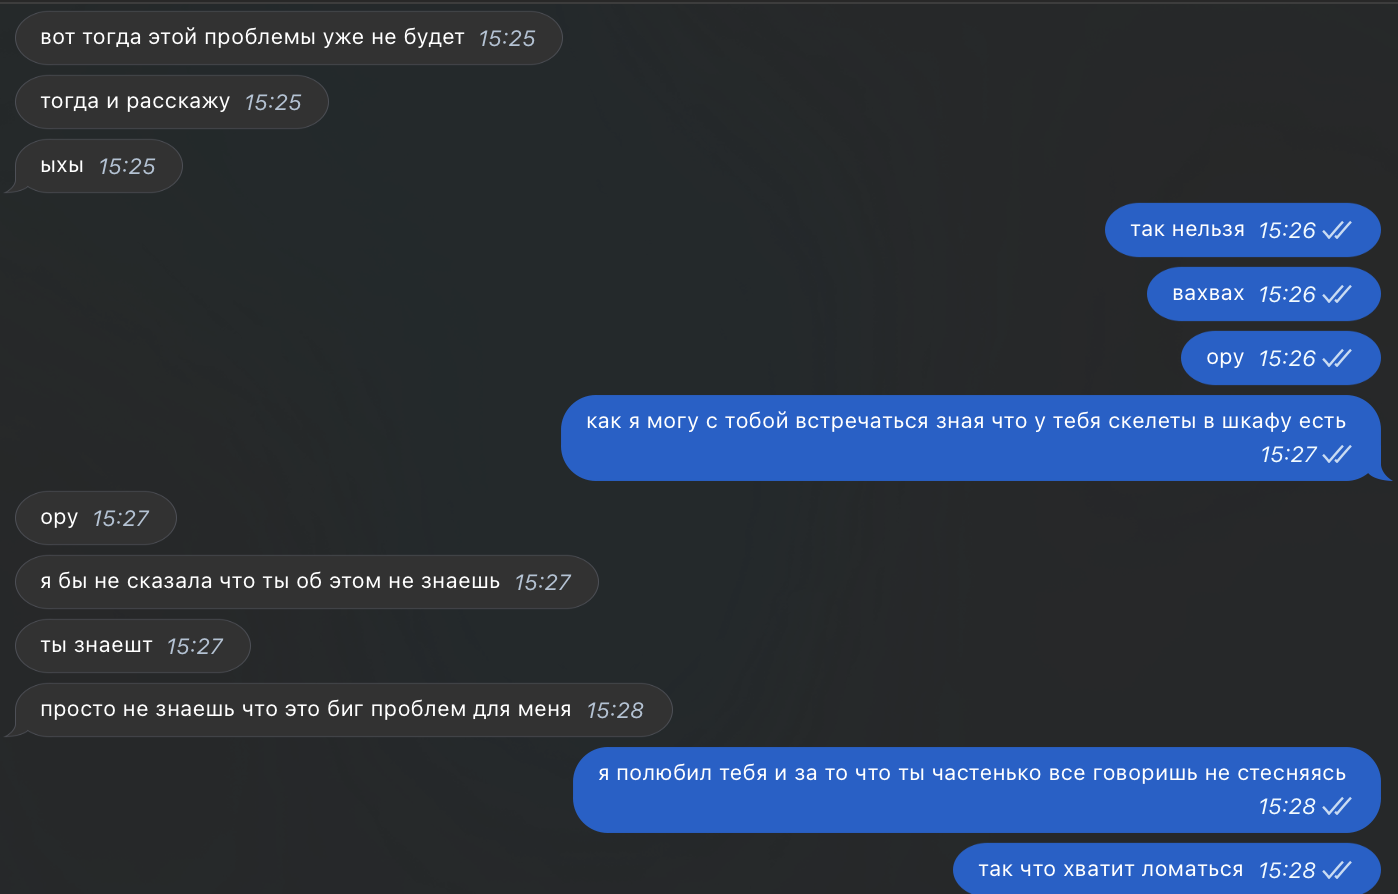 вот тогда этой проблемы уже не будет 15:25
тогда и расскажу 15:25
ыхы 15:25
так нельзя 15:26
вахвах 15:26
ору 15:26
как я могу с тобой встречаться зная что у тебя скелеты в шкафу есть
15:27
ору 15:27
я бы не сказала что ты об этом не знаешь 15:27
ты знаешт 15:27
просто не знаешь что это биг проблем для меня 15:28
я полюбил тебя и за то что ты частенько все говоришь не стесняясь
15:28
так что хватит ломаться 15:28